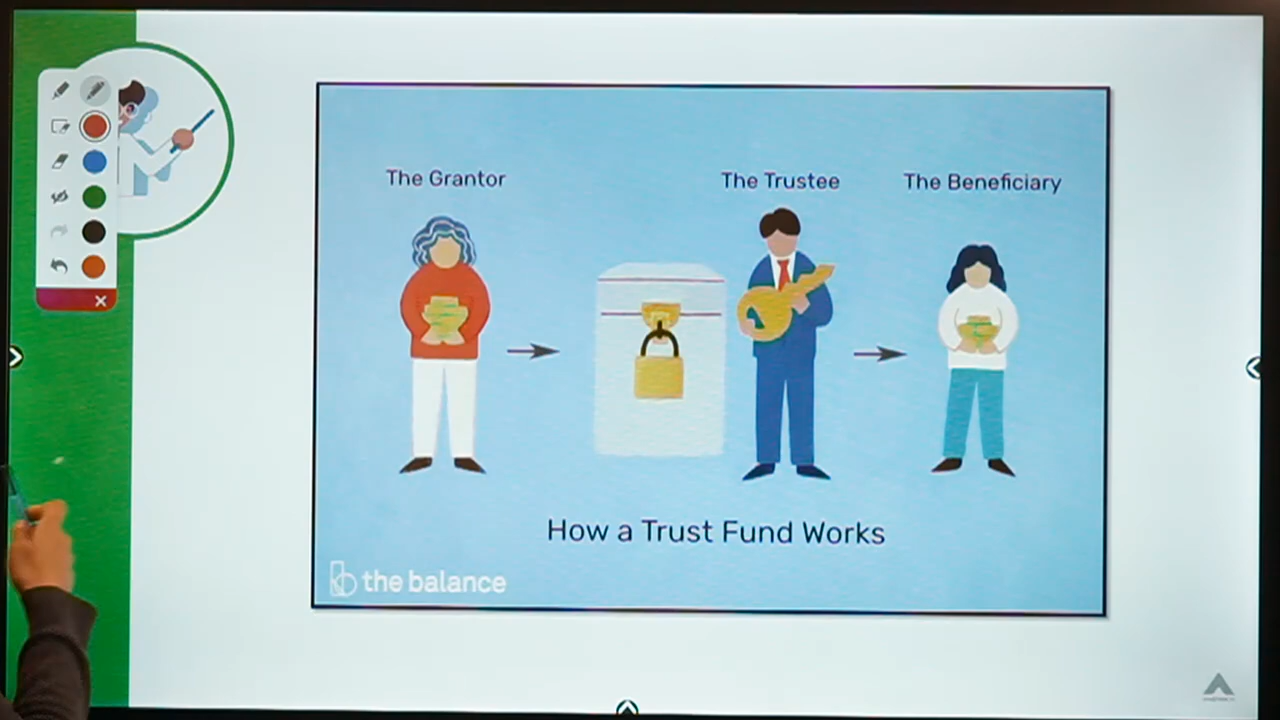 The Grantor
The Trustee
The Beneficiary
How a Trust Fund Works
the balance